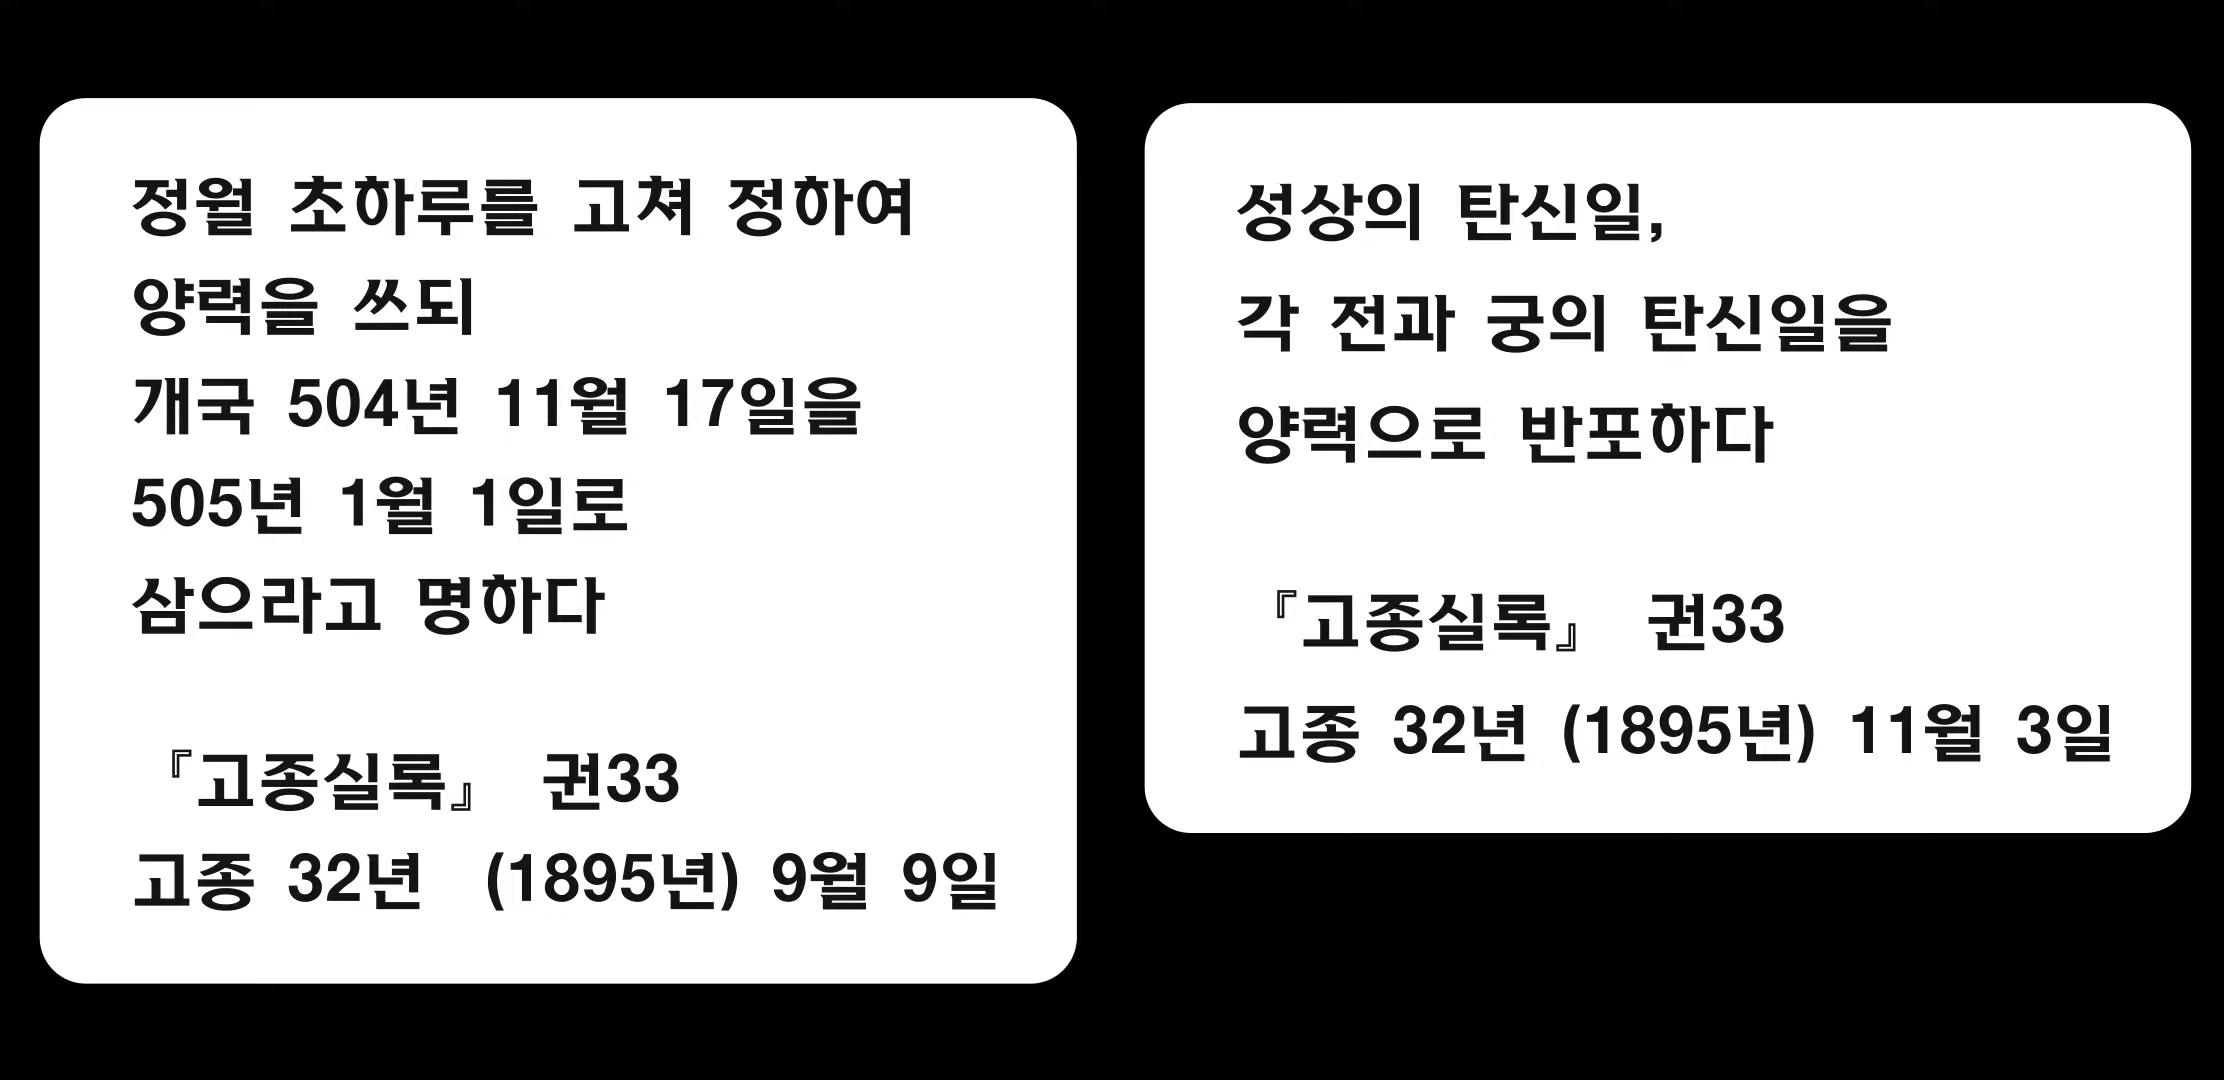 정월 초하루를 고쳐 정하여
양력을 쓰되
개국 504년 11월 17일을
505년 1월 1일로
삼으라고 명하다
『고종실록』 권33
고종 32년 (1895년) 9월 9일
성상의 탄신일,
각 전과 궁의 탄신일을
양력으로 반포하다
『고종실록』 권33
고종 32년 (1895년) 11월 3일